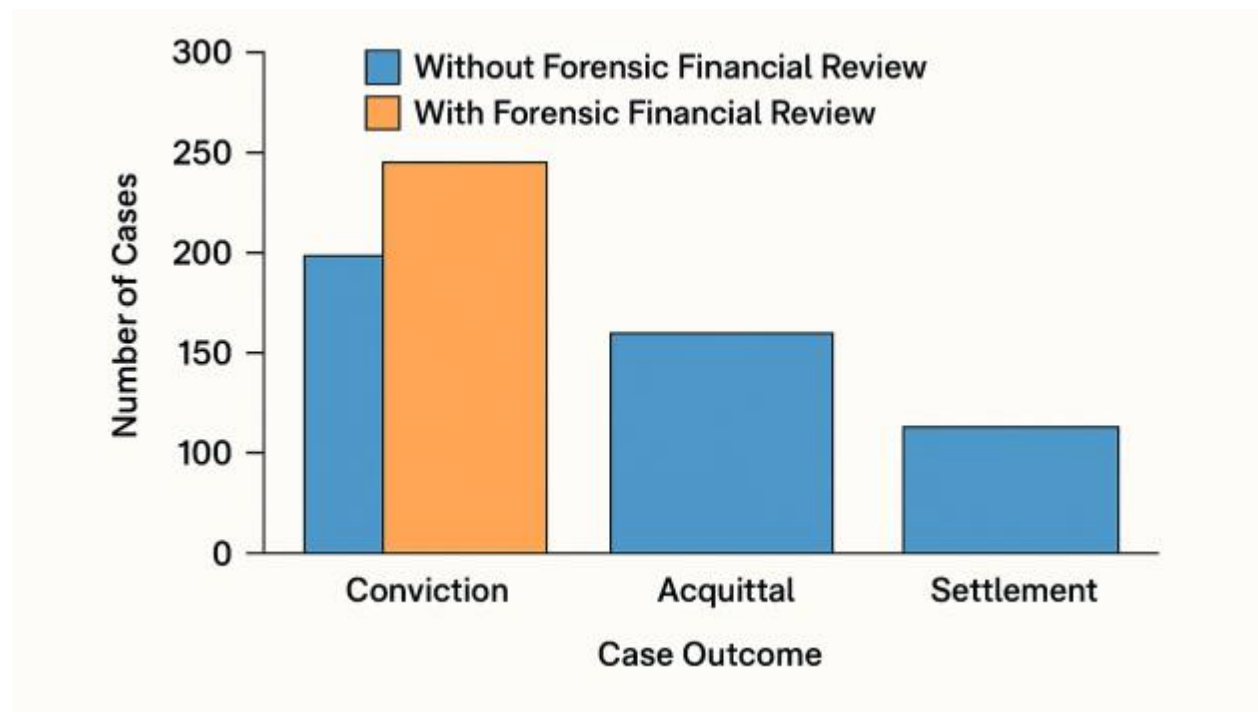 300
250
200
150
100
0
Number of Cases
Without Forensic Financial Review
With Forensic Financial Review
Conviction
Acquittal
Settlement
Case Outcome